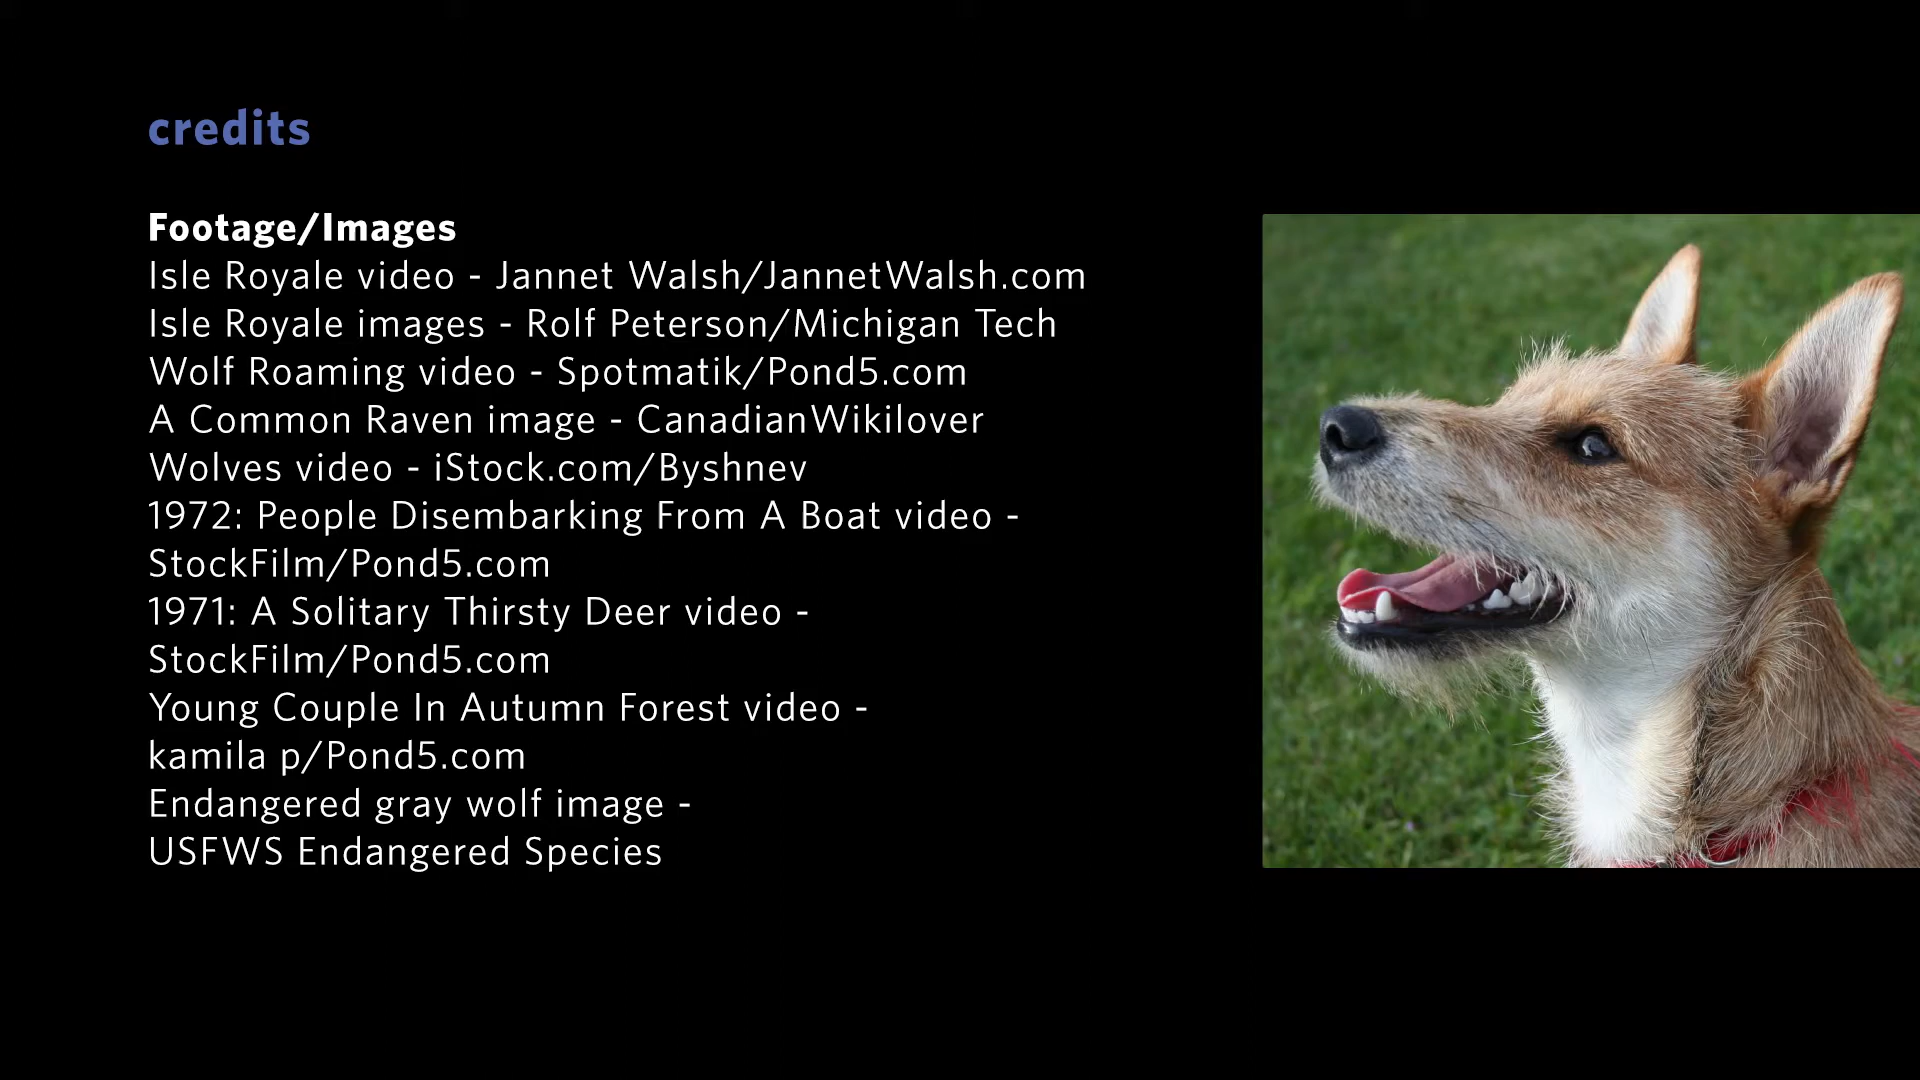 credits
Footage/Images
Isle Royale video - Jannet Walsh/JannetWalsh.com
Isle Royale images - Rolf Peterson/Michigan Tech
Wolf Roaming video - Spotmatik/Pond5.com
A Common Raven image - CanadianWikilover
Wolves video - iStock.com/Byshnev
1972: People Disembarking From A Boat video -
StockFilm/Pond5.com
1971: A Solitary Thirsty Deer video -
StockFilm/Pond5.com
Young Couple In Autumn Forest video -
kamila p/Pond5.com
Endangered gray wolf image -
USFWS Endangered Species